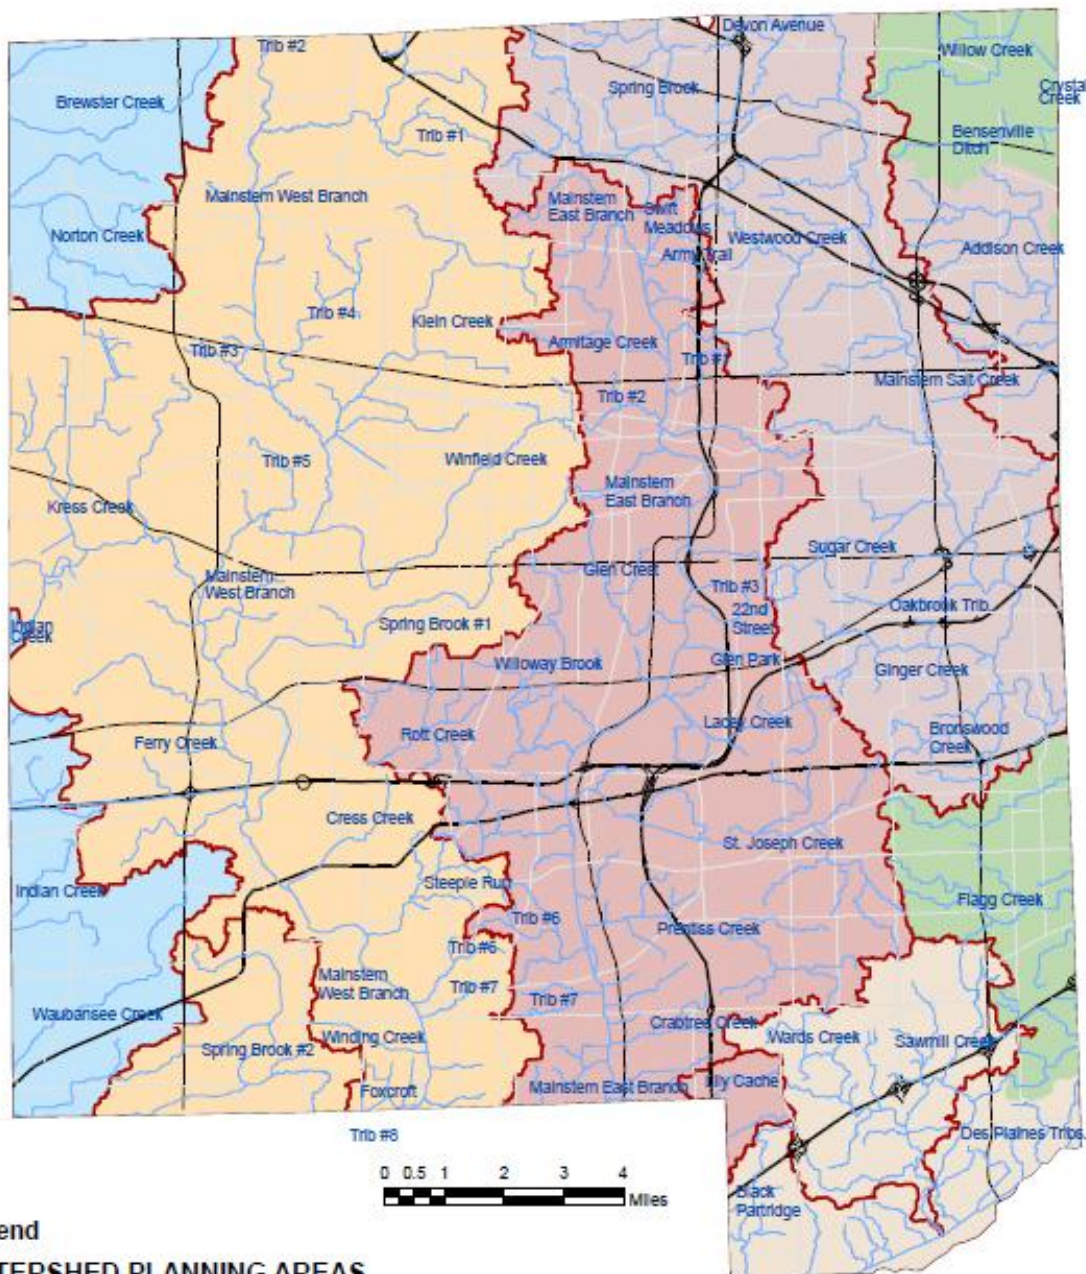 Devon Avenue
Trib #2
Willow Creek
Spring Brook
Crystal
Creek
Brewster Creek
Trib #1
Bensenville
Ditch
Mainstem West Branch
Mainstem
East Branch
Swift
Meadows
Norton Creek
Westwood Creek
Army Trail
Addison Creek
Trib #4
Klein Creek
Armitage Creek
Trib #3
Trib #1
Mainstem Salt Creek
Trib #2
Trib #5
Winfield Creek
Mainstem
East Branch
Kress Creek
Sugar Creek
Glen Crest
Mainstem
West Branch
Trib #3
22nd
Street
Oakbrook Trib.
Indian
Creek
Spring Brook #1
Willoway Brook
Glen Park
Ginger Creek
Rott Creek
Lacey Creek
Bronswood
Creek
Ferry Creek
Cress Creek
St. Joseph Creek
Steeple Run
Indian Creek
Flagg Creek
Trib #6
Prentiss Creek
Trib #6
Mainstem
West Branch
Trib #7
Trib #7
Waubansee Creek
Crabtree Creek
Winding Creek
Wards Creek
Sawmill Creek
Spring Brook #2
Foxcroft
Mainstem East Branch
Lily Cache
Trib #8
Des Plaines Tribs.
0 0.5 1 2 3 4
Miles
Black
Partridge
end
TERSHED PLANNING AREAS